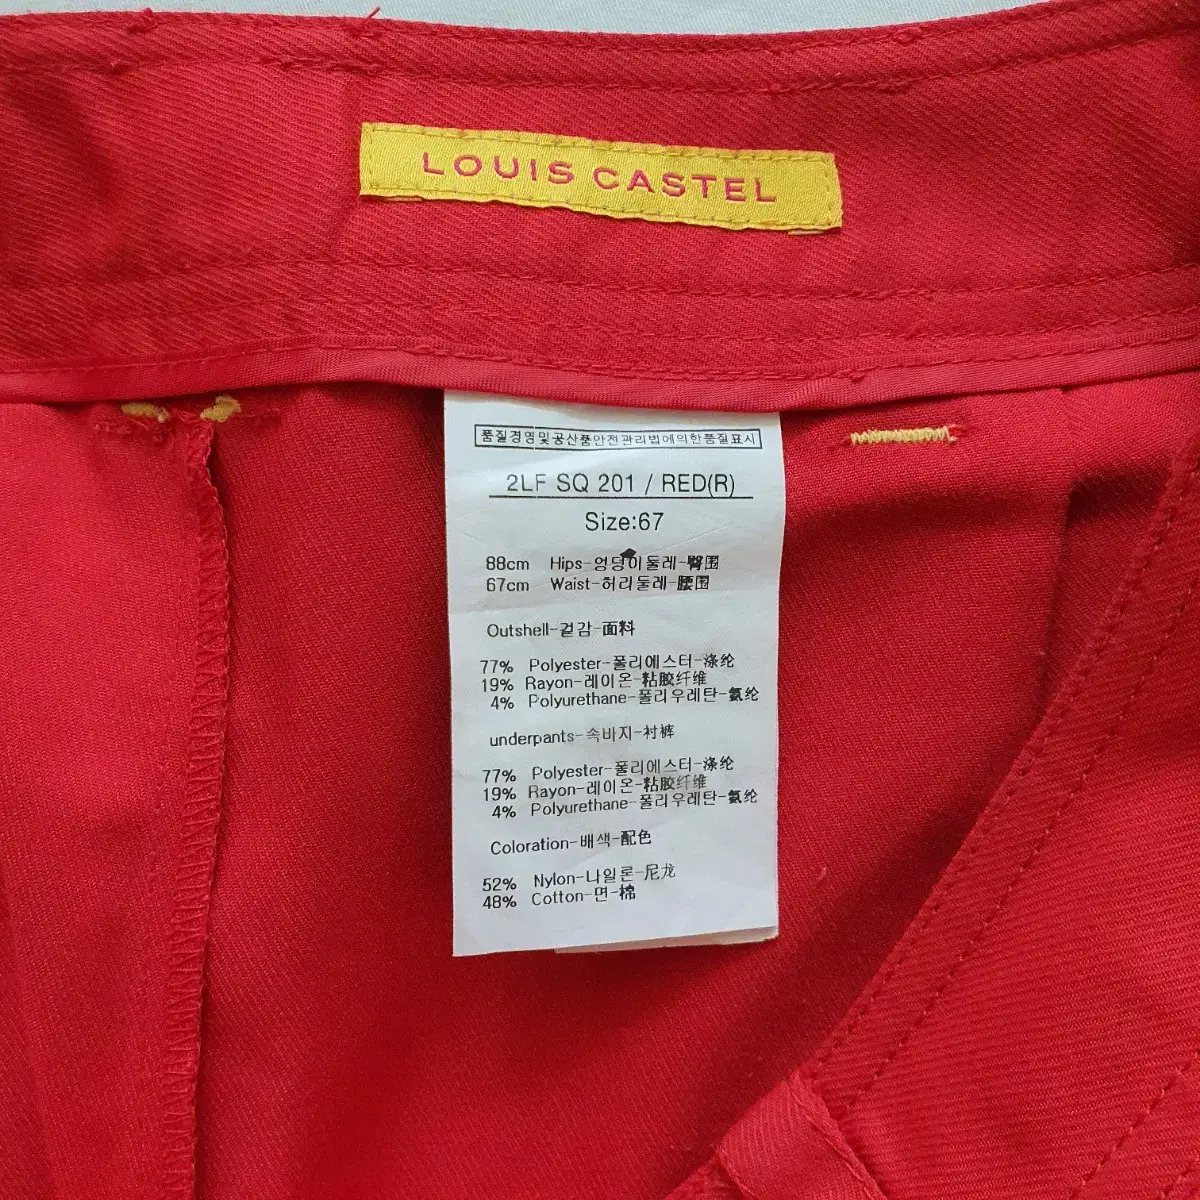 LOUIS CASTEL
품질경영및공산품안전관리법에의한품질표시
2LF SQ 201 / RED(R)
Size:67
88cm Hips-엉덩이둘레-臀围
67cm Waist-허리둘레-腰围
Outshell-겉감-面料
77% Polyester-폴리에스터-涤纶
19% Rayon-레이온-粘胶纤维
4% Polyurethane-폴리우레탄-氨纶
underpants-속바지-衬裤
77% Polyester-폴리에스터-涤纶
19% Rayon-레이온-粘胶纤维
4% Polyurethane-폴리우레탄-氨纶
Coloration-배색-配色
52% Nylon-나일론-尼龙
48% Cotton-면-棉